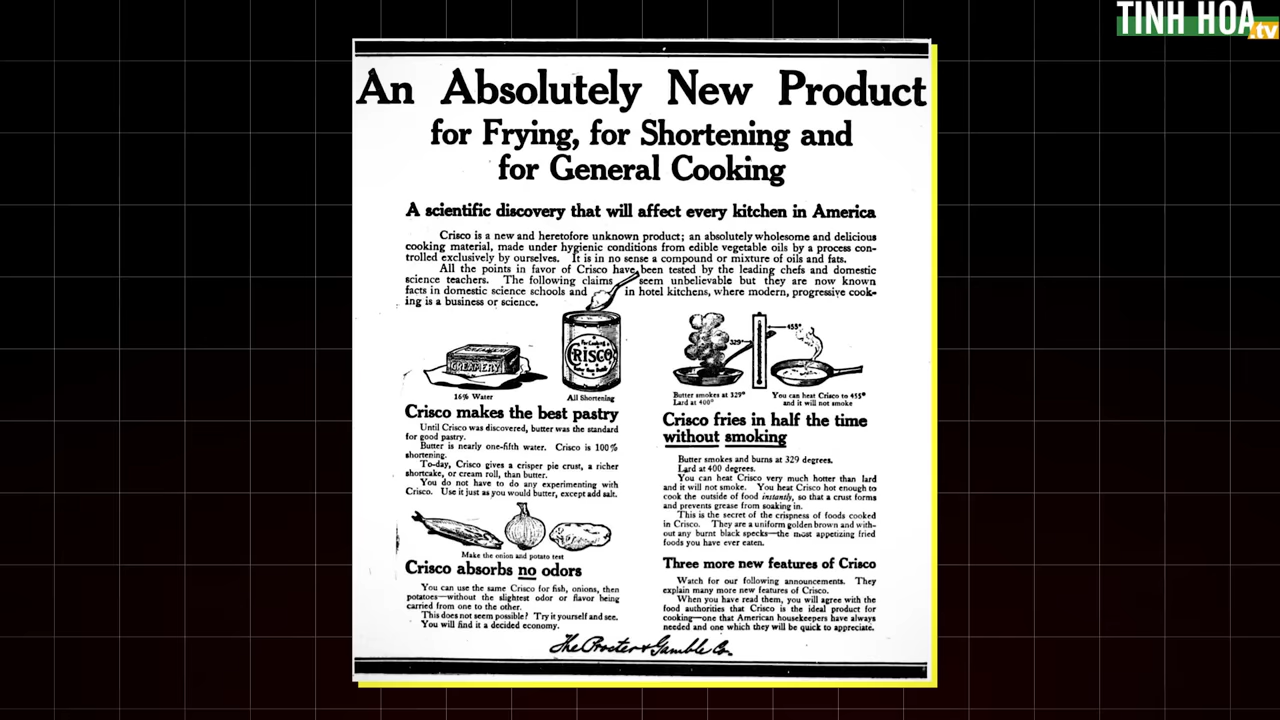 TINH HOA
.tv
An Absolutely New Product
for Frying, for Shortening and
for General Cooking
A scientific discovery that will affect every kitchen in America
Crisco is a new and heretofore unknown product; an absolutely wholesome and delicious
cooking material, made under hygienic conditions from edible vegetable oils by a process con-
trolled exclusively by ourselves. It is in no sense a compound or mixture of oils and fats.
All the points in favor of Crisco have been tested by the leading chefs and domestic
science teachers. The following claims seem unbelievable but they are now known
facts in domestic science schools and in hotel kitchens, where modern, progressive cook-
ing is a business or science.
CREAMERY
16% Water
For Cooking
CRISCO
All Shortening
Crisco makes the best pastry
Until Crisco was discovered, butter was the standard
for good pastry.
Butter is nearly one-fifth water. Crisco is 100%
shortening.
To-day, Crisco gives a crisper pie crust, a richer
shortcake, or cream roll, than butter.
You do not have to do any experimenting with
Crisco. Use it just as you would butter, except add salt.
Make the onion and potato test
Crisco absorbs no odors
You can use the same Crisco for fish, onions, then
potatoes—without the slightest odor or flavor being
carried from one to the other.
This does not seem possible? Try it yourself and see.
You will find it a decided economy.
329°
455°
Butter smokes at 329°
Lard at 400°
You can heat Crisco to 455°
and it will not smoke
Crisco fries in half the time
without smoking
Butter smokes and burns at 329 degrees.
Lard at 400 degrees.
You can heat Crisco very much hotter than lard
and it will not smoke. You heat Crisco hot enough to
cook the outside of food instantly, so that a crust forms
and prevents grease from soaking in.
This is the secret of the crispness of foods cooked
in Crisco. They are a uniform golden brown and with-
out any burnt black specks—the most appetizing fried
foods you have ever eaten.
Three more new features of Crisco
Watch for our following announcements. They
explain many more new features of Crisco.
When you have read them, you will agree with the
food authorities that Crisco is the ideal product for
cooking—one that American housekeepers have always
needed and one which they will be quick to appreciate.
The Procter & Gamble Co.